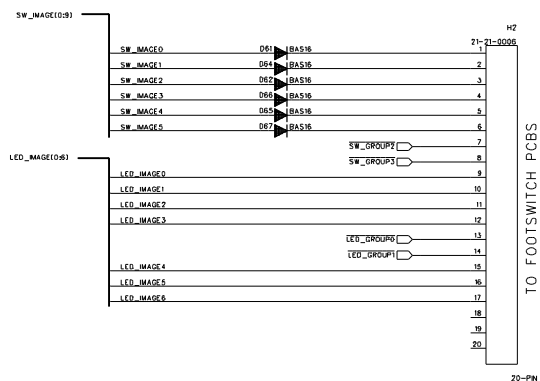 SW_IMAGE(0:9)
H2
21-21-0006
SW_IMAGE0 D61 BAS16 1
SW_IMAGE1 D64 BAS16 2
SW_IMAGE2 D62 BAS16 3
SW_IMAGE3 D66 BAS16 4
SW_IMAGE4 D65 BAS16 5
SW_IMAGE5 D67 BAS16 6
SW_GROUP2 7
SW_GROUP3 8
LED_IMAGE(0:6)
LED_IMAGE0 9
LED_IMAGE1 10
LED_IMAGE2 11
LED_IMAGE3 12
LED_GROUP0 13
LED_GROUP1 14
LED_IMAGE4 15
LED_IMAGE5 16
LED_IMAGE6 17
18
19
20
TO FOOTSWITCH PCBS
20-PIN